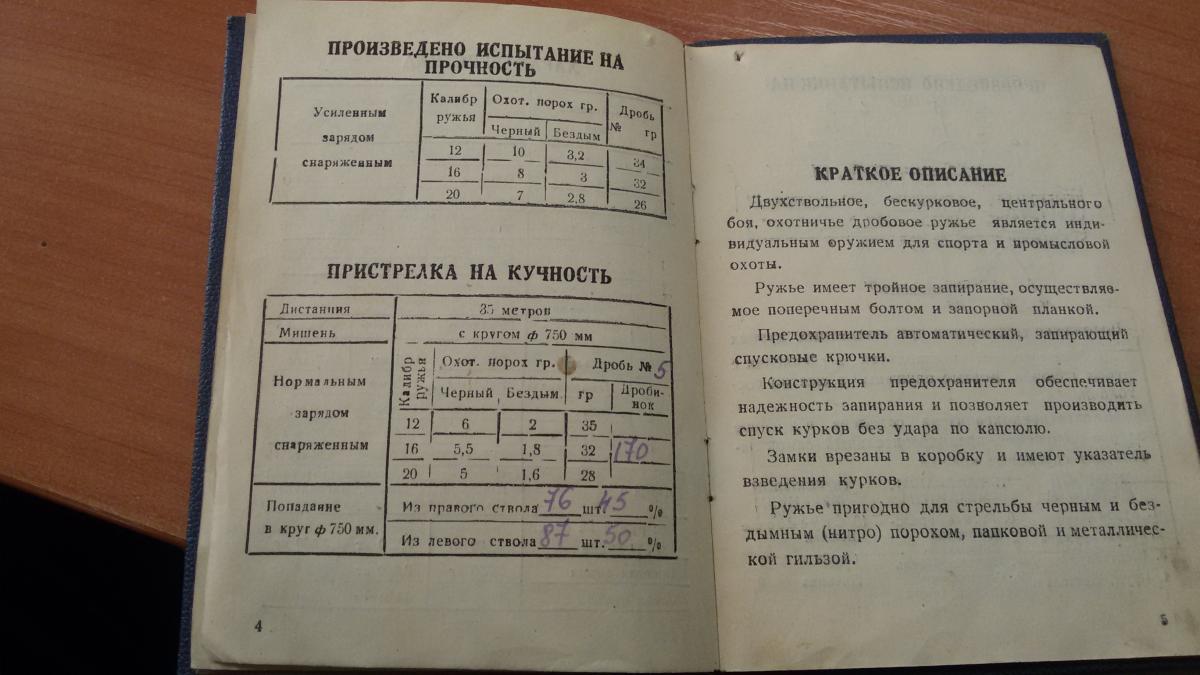 ПРОИЗВЕДЕНО ИСПЫТАНИЕ НА
ПРОЧНОСТЬ
Усиленным
зарядом
снаряженным
Калибр
ружья
Охот. порох гр.
Черный Бездым
Дробь
№ гр
12 10 3,2 34
16 8 3 32
20 7 2,8 26
ПРИСТРЕЛКА НА КУЧНОСТЬ
Дистанция 35 метров
Мишень с кругом ф 750 мм
Нормальным
зарядом
снаряженным
Калибр
ружья
Охот. порох гр. Дробь № 5
Черный Бездым гр Дроби-
нок
12 6 2 35
16 5,5 1,8 32 170
20 5 1,6 28
Попадание
в круг ф 750 мм.
Из правого ствола 76 шт 45 %
Из левого ствола 87 шт. 50 %
4
КРАТКОЕ ОПИСАНИЕ
Двухствольное, бескурковое, центрального
боя, охотничье дробовое ружье является инди-
видуальным оружием для спорта и промысловой
охоты.
Ружье имеет тройное запирание, осуществляе-
мое поперечным болтом и запорной планкой.
Предохранитель автоматический, запирающий
спусковые крючки.
Конструкция предохранителя обеспечивает
надежность запирания и позволяет производить
спуск курков без удара по капсюлю.
Замки врезаны в коробку и имеют указатель
взведения курков.
Ружье пригодно для стрельбы черным и без-
дымным (нитро) порохом, папковой и металличес-
кой гильзой.
5